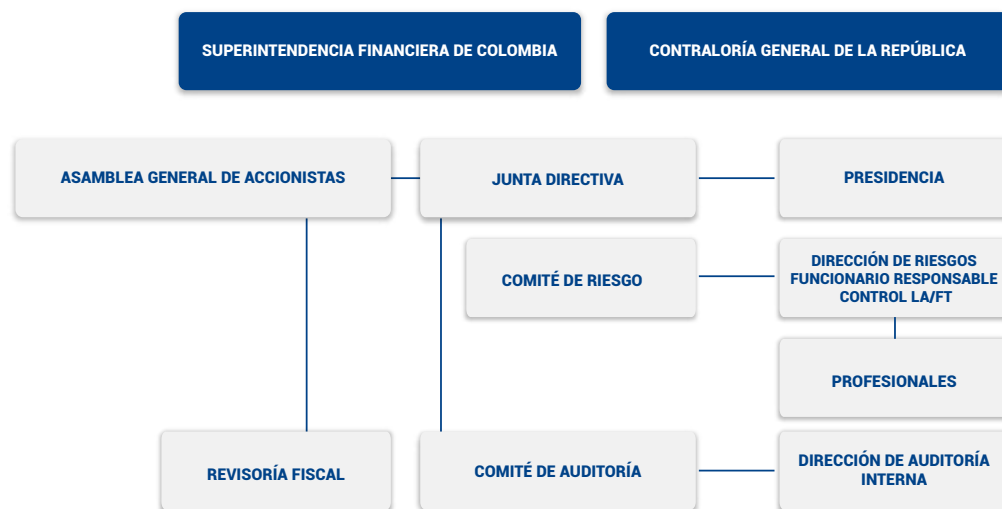 SUPERINTENDENCIA FINANCIERA DE COLOMBIA
CONTRALORÍA GENERAL DE LA REPÚBLICA
ASAMBLEA GENERAL DE ACCIONISTAS
JUNTA DIRECTIVA
PRESIDENCIA
COMITÉ DE RIESGO
DIRECCIÓN DE RIESGOS
FUNCIONARIO RESPONSABLE
CONTROL LA/FT
PROFESIONALES
REVISORÍA FISCAL
COMITÉ DE AUDITORÍA
DIRECCIÓN DE AUDITORÍA
INTERNA